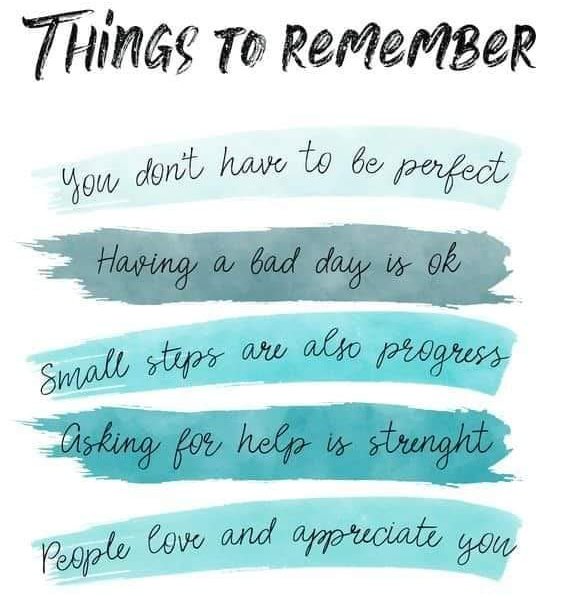 THINGS TO REMEMBER
You don't have to be perfect
Having a bad day is ok
Small steps are also progress
Asking for help is strenght
People love and appreciate you